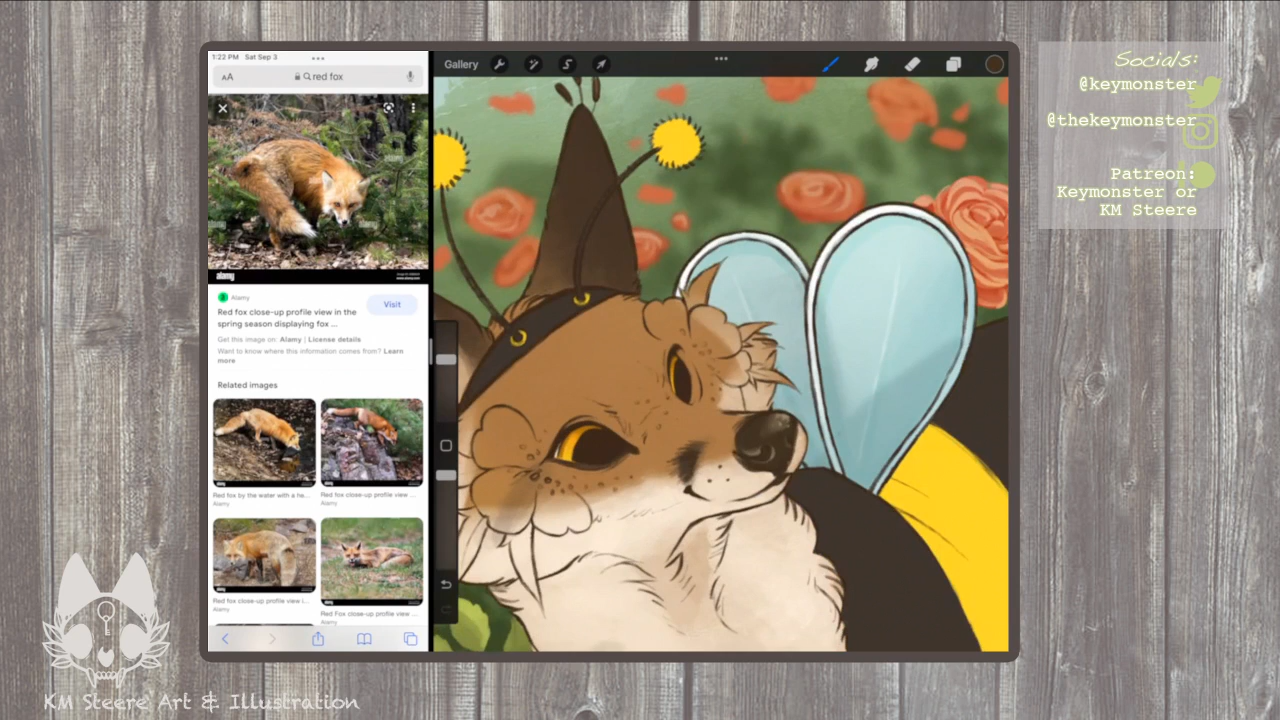 1:22 PM Sat Sep 3
AA
red fox
alamy
Alamy
Red fox close-up profile view in the
spring season displaying fox ...
Visit
Get this image on: Alamy | License details
Want to know where this information comes from? Learn
more
Related images
Red fox by the water with a he...
Alamy
Red fox close-up profile view ...
Alamy
Red fox close-up profile view i...
Alamy
Red Fox close-up profile view ...
Alamy
Gallery
Socials:
@keymonster
@thekeymonster
Patreon:
Keymonster or
KM Steere
KM Steere Art & Illustration